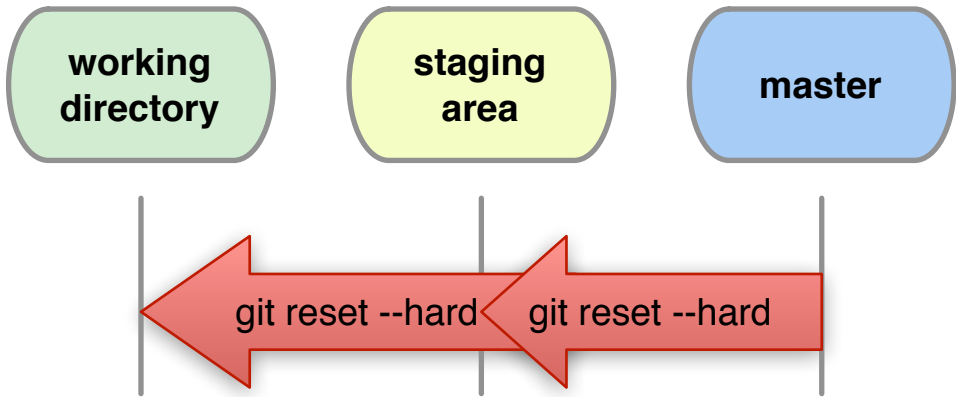 working
directory
staging
area
master
git reset --hard
git reset --hard